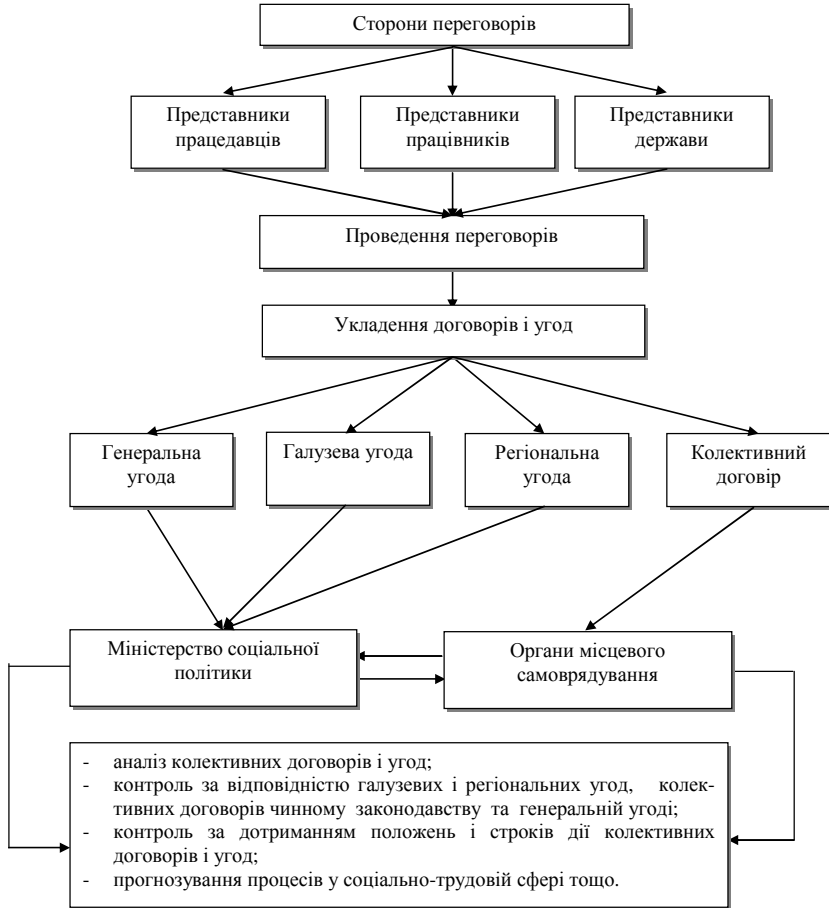 Сторони переговорів
Представники
працедавців
Представники
працівників
Представники
держави
Проведення переговорів
Укладення договорів і угод
Генеральна
угода
Галузева угода
Регіональна
угода
Колективний
договір
Міністерство соціальної
політики
Органи місцевого
самоврядування
- аналіз колективних договорів і угод;
- контроль за відповідністю галузевих і регіональних угод, колек-
тивних договорів чинному законодавству та генеральній угоді;
- контроль за дотриманням положень і строків дії колективних
договорів і угод;
- прогнозування процесів у соціально-трудовій сфері тощо.